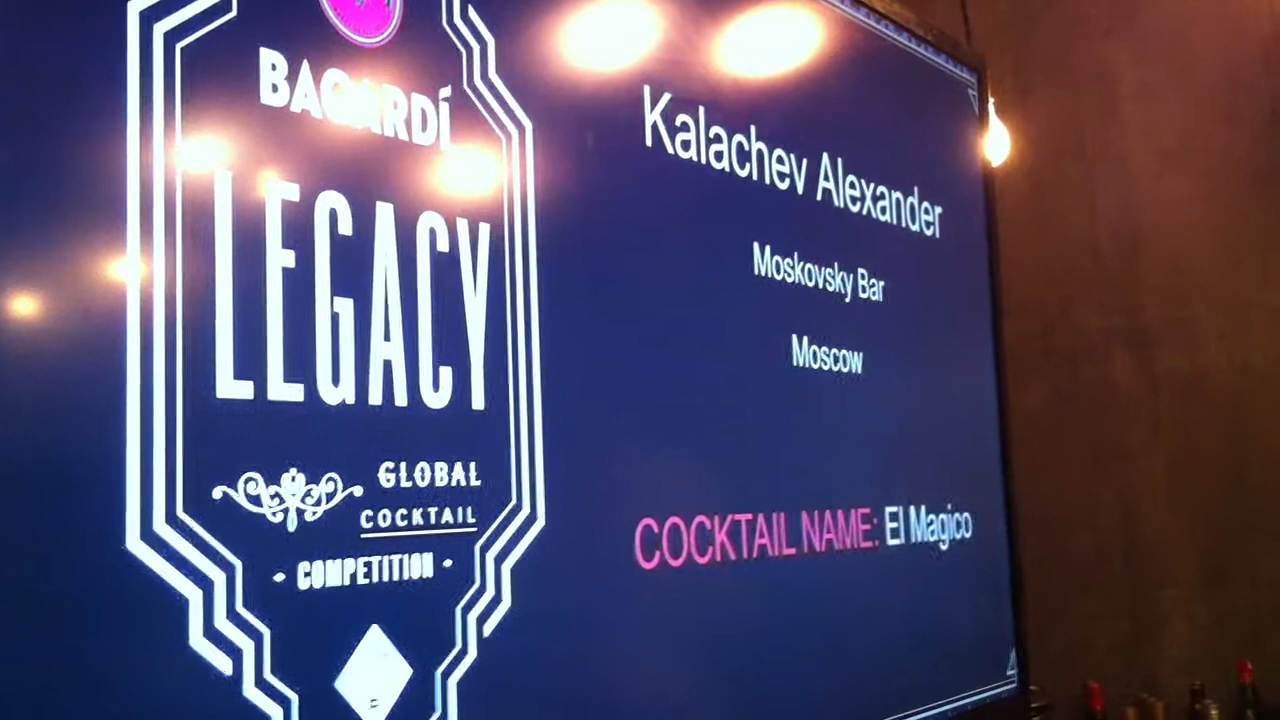 BACARDÍ
LEGACY
GLOBAL
COCKTAIL
COMPETITION
Kalachev Alexander
Moskovsky Bar
Moscow
COCKTAIL NAME: El Magico